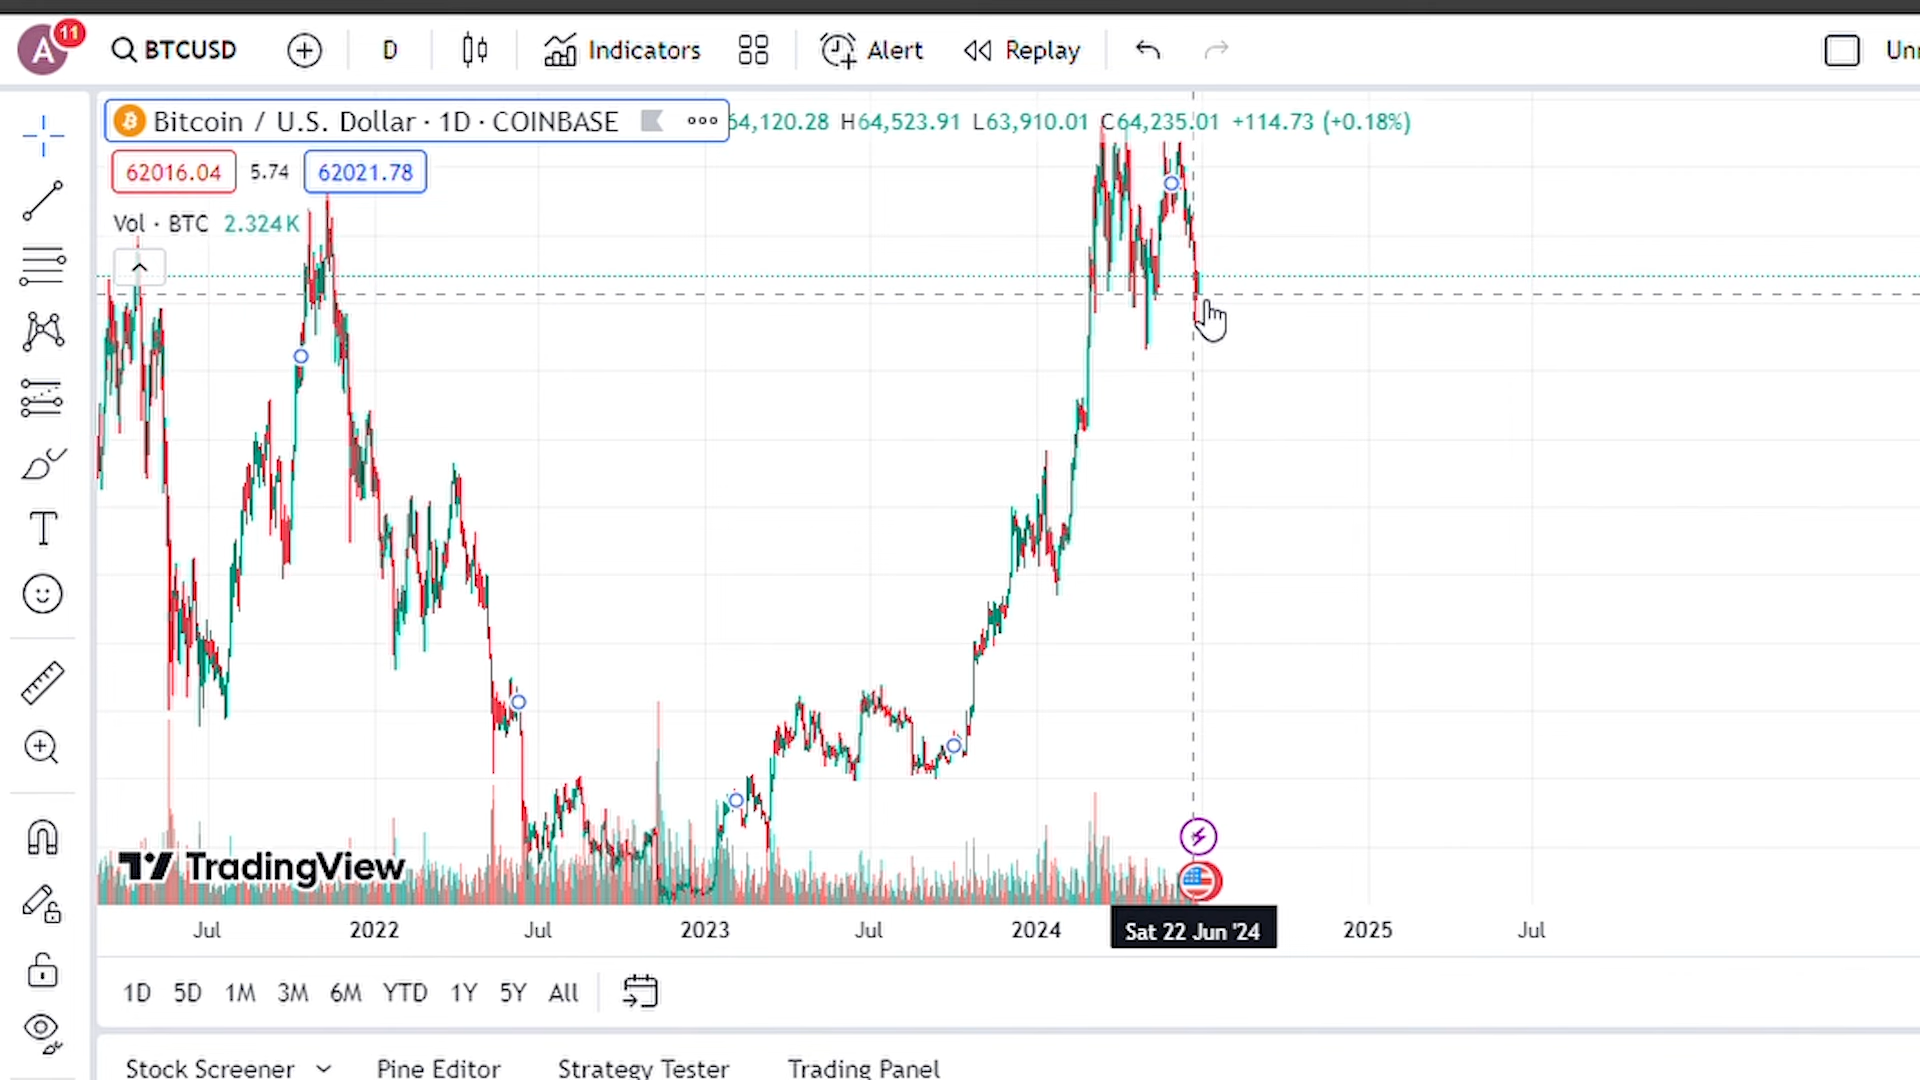 A 11 BTCUSD D Indicators Alert Replay
Bitcoin / U.S. Dollar · 1D · COINBASE 64,120.28 H64,523.91 L63,910.01 C64,235.01 +114.73 (+0.18%)
62016.04 5.74 62021.78
Vol · BTC 2.324K
TradingView
Jul 2022 Jul 2023 Jul 2024 Sat 22 Jun '24 2025 Jul
1D 5D 1M 3M 6M YTD 1Y 5Y All
Stock Screener Pine Editor Strategy Tester Trading Panel